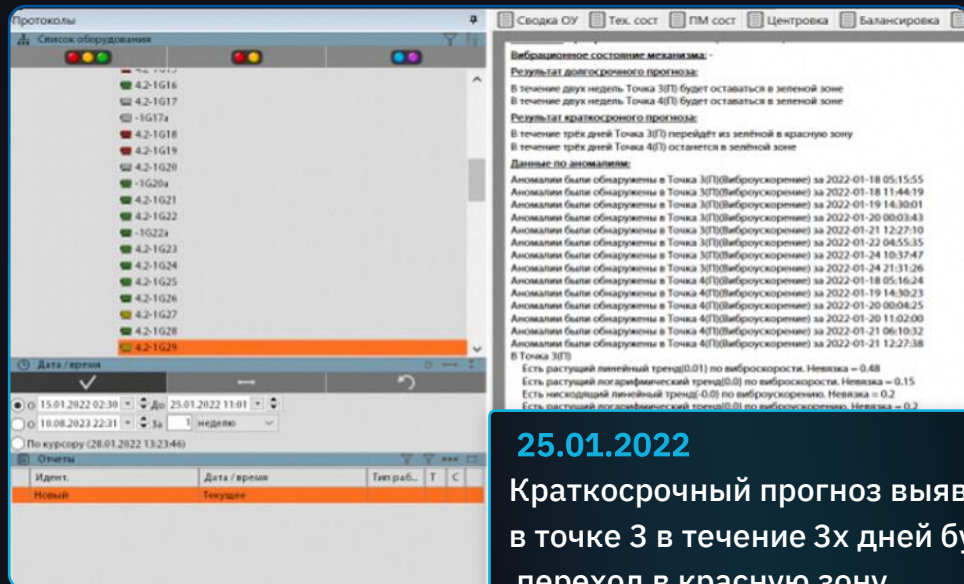 Протоколы
Список оборудования
4.2-1G15
4.2-1G16
4.2-1G17
-1G17а
4.2-1G18
4.2-1G19
4.2-1G20
-1G20а
4.2-1G21
4.2-1G22
-1G22а
4.2-1G23
4.2-1G24
4.2-1G25
4.2-1G26
4.2-1G27
4.2-1G28
4.2-1G29
Дата / время
О 15.01.2022 02:30 До 25.01.2022 11:01
О 10.08.2023 22:31 За 1 неделю
По курсору (28.01.2022 13:23:46)
Отчеты
Идент. Дата / время Тип раб... Т С
Новый Текущее
Сводка ОУ Тех. сост ПМ сост Центровка Балансировка
Вибрационное состояние механизма: -
Результат долгосрочного прогноза:
В течение двух недель Точка 3(П) будет оставаться в зеленой зоне
В течение двух недель Точка 4(П) будет оставаться в зеленой зоне
Результат краткосроного прогноза:
В течение трёх дней Точка 3(П) перейдёт из зелёной в красную зону
В течение трёх дней Точка 4(П) останется в зелёной зоне
Данные по аномалиям:
Аномалии были обнаружены в Точка 3(П)(Виброускорение) за 2022-01-18 05:15:55
Аномалии были обнаружены в Точка 3(П)(Виброускорение) за 2022-01-18 11:44:19
Аномалии были обнаружены в Точка 3(П)(Виброускорение) за 2022-01-19 14:30:01
Аномалии были обнаружены в Точка 3(П)(Виброускорение) за 2022-01-20 00:03:43
Аномалии были обнаружены в Точка 3(П)(Виброускорение) за 2022-01-21 12:27:10
Аномалии были обнаружены в Точка 3(П)(Виброускорение) за 2022-01-22 04:55:35
Аномалии были обнаружены в Точка 3(П)(Виброускорение) за 2022-01-24 10:37:47
Аномалии были обнаружены в Точка 3(П)(Виброускорение) за 2022-01-24 21:31:26
Аномалии были обнаружены в Точка 4(П)(Виброускорение) за 2022-01-18 05:16:24
Аномалии были обнаружены в Точка 4(П)(Виброускорение) за 2022-01-19 14:30:23
Аномалии были обнаружены в Точка 4(П)(Виброускорение) за 2022-01-20 00:04:25
Аномалии были обнаружены в Точка 4(П)(Виброускорение) за 2022-01-20 11:02:00
Аномалии были обнаружены в Точка 4(П)(Виброускорение) за 2022-01-21 06:10:32
Аномалии были обнаружены в Точка 4(П)(Виброускорение) за 2022-01-21 12:27:38
В Точка 3(П)
Есть растущий линейный тренд(0.01) по виброскорости. Невязка = 0.48
Есть растущий логарифмический тренд(0.0) по виброскорости. Невязка = 0.15
Есть нисходящий линейный тренд(-0.0) по виброускорению. Невязка = 0.2
Есть растущий логарифмический тренд(0.0) по виброускорению. Невязка = 0.2
25.01.2022
Краткосрочный прогноз выяв
в точке 3 в течение 3х дней бу
переход в красную зону